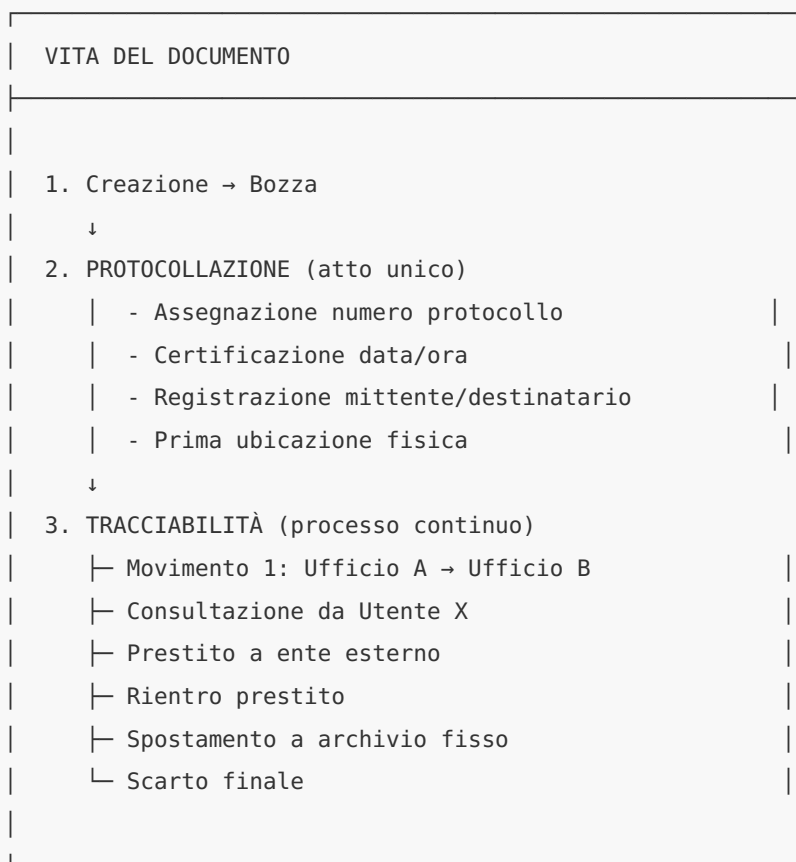 VITA DEL DOCUMENTO
1. Creazione → Bozza
↓
2. PROTOCOLLAZIONE (atto unico)
- Assegnazione numero protocollo
- Certificazione data/ora
- Registrazione mittente/destinatario
- Prima ubicazione fisica
↓
3. TRACCIABILITÀ (processo continuo)
├─ Movimento 1: Ufficio A → Ufficio B
├─ Consultazione da Utente X
├─ Prestito a ente esterno
├─ Rientro prestito
├─ Spostamento a archivio fisso
└─ Scarto finale